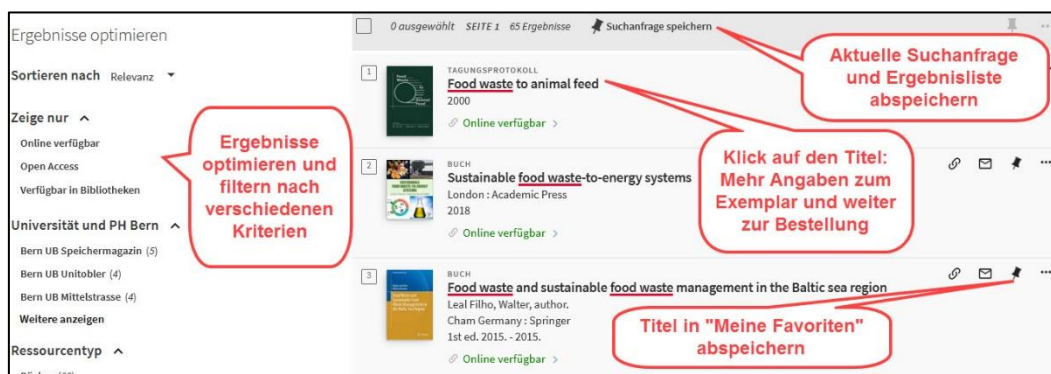 Ergebnisse optimieren
Sortieren nach Relevanz
Zeige nur
Online verfügbar
Open Access
Verfügbar in Bibliotheken
Universität und PH Bern
Bern UB Speichermagazin (5)
Bern UB Unitobler (4)
Bern UB Mittelstrasse (4)
Weitere anzeigen
Ressourcentyp
Ergebnisse
optimieren und
filtern nach
verschiedenen
Kriterien
0 ausgewählt SEITE 1 65 Ergebnisse Suchanfrage speichern
Aktuelle Suchanfrage
und Ergebnisliste
abspeichern
1
TAGUNGSPROTOKOLL
Food waste to animal feed
2000
Online verfügbar
Klick auf den Titel:
Mehr Angaben zum
Exemplar und weiter
zur Bestellung
2
BUCH
Sustainable food waste-to-energy systems
London : Academic Press
2018
Online verfügbar
3
BUCH
Food waste and sustainable food waste management in the Baltic sea region
Leal Filho, Walter, author.
Cham Germany : Springer
1st ed. 2015. - 2015.
Online verfügbar
Titel in "Meine Favoriten"
abspeichern